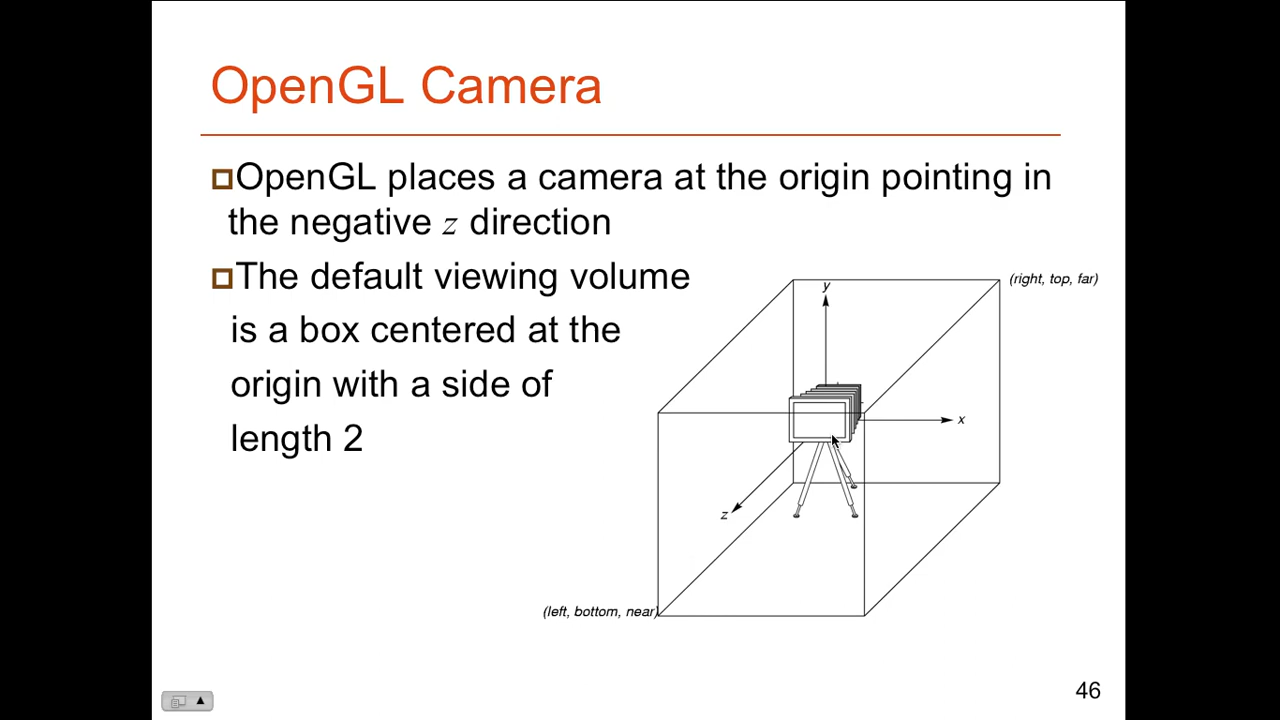 OpenGL Camera
OpenGL places a camera at the origin pointing in
the negative z direction
The default viewing volume
is a box centered at the
origin with a side of
length 2
(right, top, far)
y
x
z
(left, bottom, near)
46